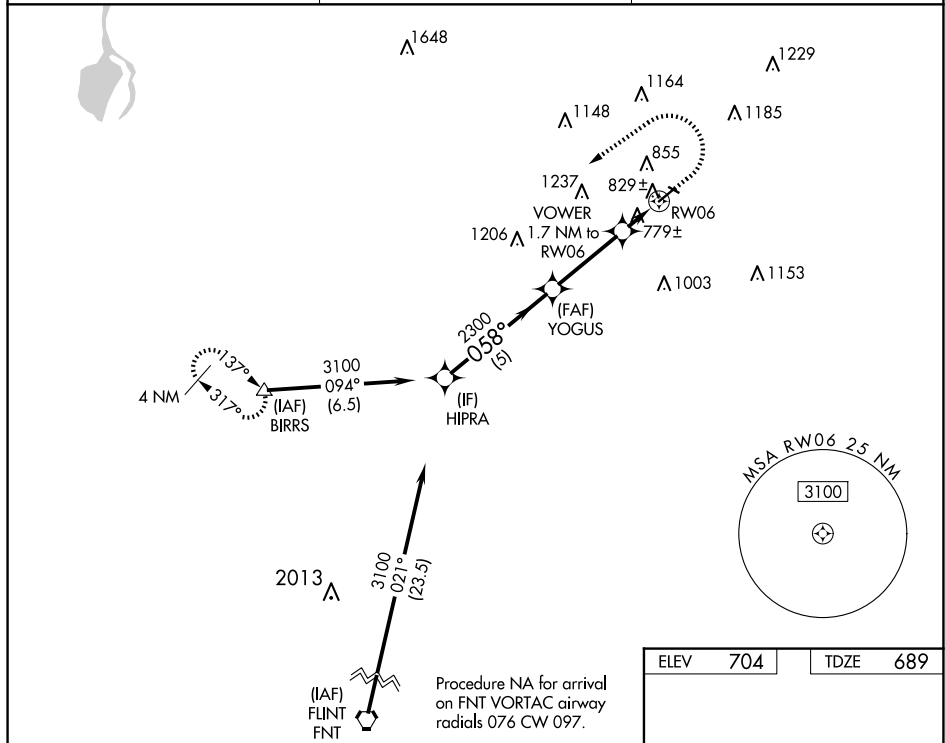 1648
1229
1164
1148
1185
855
1237
829±
VOWER
1.7 NM to
RW06
RW06
1206
779±
1003
1153
(FAF)
YOGUS
2300
058°
(5)
3100
094°
(6.5)
137°
317°
4 NM
(IAF)
BIRRS
(IF)
HIPRA
MSA RW06 25 NM
3100
2013
3100
021°
(23.5)
(IAF)
FLINT
FNT
Procedure NA for arrival
on FNT VORTAC airway
radials 076 CW 097.
ELEV 704
TDZE 689